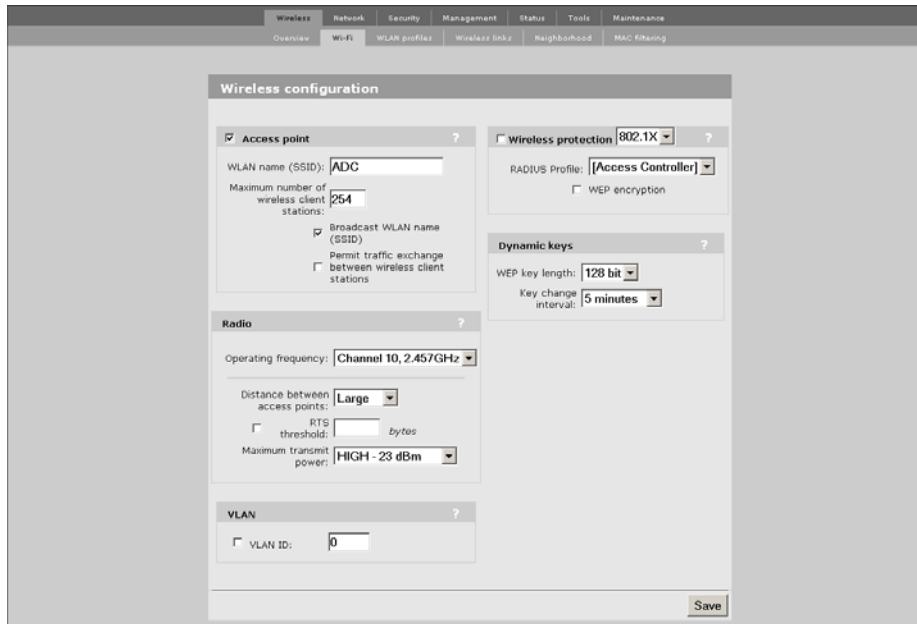 Wireless Network Security Management Status Tools Maintenance
Overview Wi-Fi WLAN profiles Wireless links Neighborhood MAC filtering
Wireless configuration
Access point ?
WLAN name (SSID): ADC
Maximum number of
wireless client
stations: 254
Broadcast WLAN name
(SSID)
Permit traffic exchange
between wireless client
stations
Wireless protection 802.1X ?
RADIUS Profile: [Access Controller]
WEP encryption
Dynamic keys ?
WEP key length: 128 bit
Key change
interval: 5 minutes
Radio ?
Operating frequency: Channel 10, 2.457GHz
Distance between
access points: Large
RTS
threshold: bytes
Maximum transmit
power: HIGH - 23 dBm
VLAN ?
VLAN ID: 0
Save